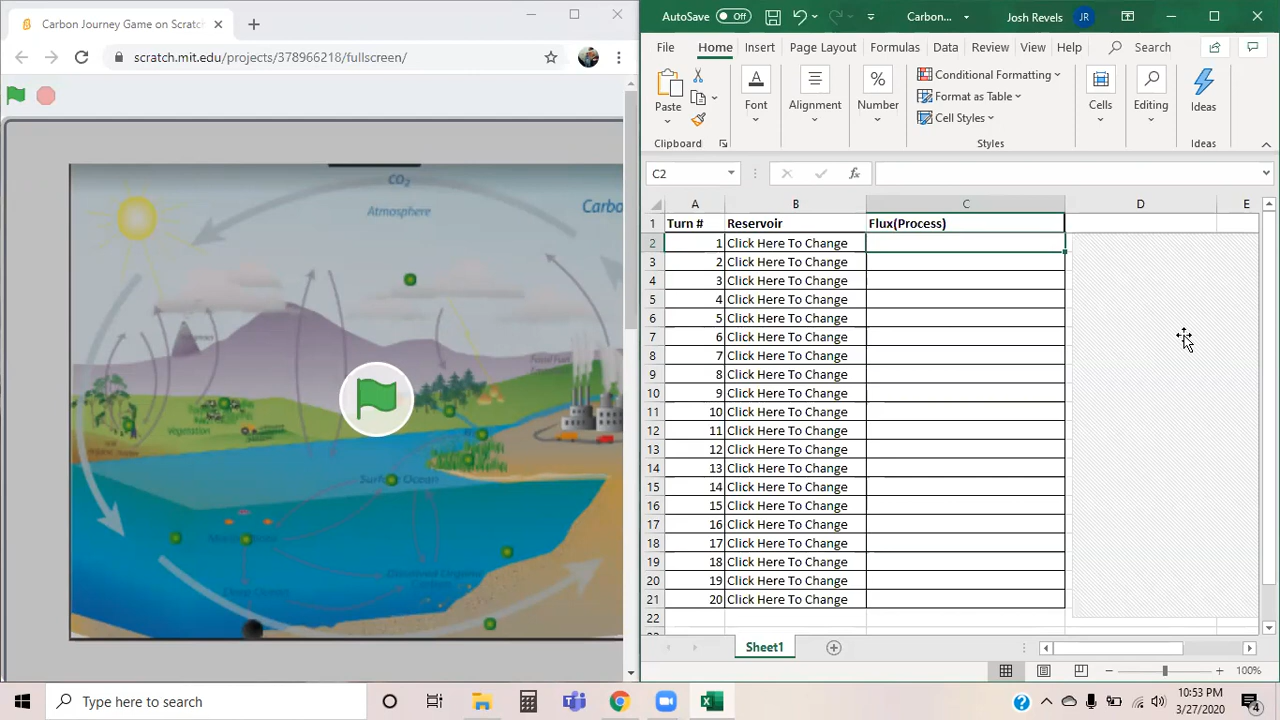 Carbon Journey Game on Scratch
scratch.mit.edu/projects/378966218/fullscreen/
CO2
Atmosphere
Carbo
Vegetation
Surface Ocean
Deep Ocean
Dissolved Organic
Carbon
AutoSave Off Carbon... Josh Revels JR
File Home Insert Page Layout Formulas Data Review View Help Search
Paste Font Alignment Number Conditional Formatting Cells Editing Ideas
Format as Table
Cell Styles
Clipboard Styles Ideas
C2 fx
A B C D E
1 Turn # Reservoir Flux(Process)
2 1 Click Here To Change
3 2 Click Here To Change
4 3 Click Here To Change
5 4 Click Here To Change
6 5 Click Here To Change
7 6 Click Here To Change
8 7 Click Here To Change
9 8 Click Here To Change
10 9 Click Here To Change
11 10 Click Here To Change
12 11 Click Here To Change
13 12 Click Here To Change
14 13 Click Here To Change
15 14 Click Here To Change
16 15 Click Here To Change
17 16 Click Here To Change
18 17 Click Here To Change
19 18 Click Here To Change
20 19 Click Here To Change
21 20 Click Here To Change
22
Sheet1
100%
Type here to search
10:53 PM
3/27/2020
4